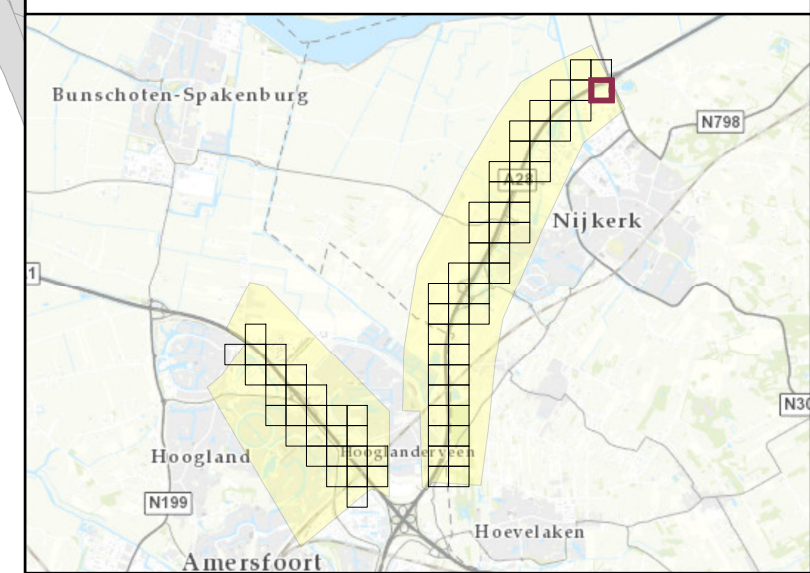 Bunschoten-Spakenburg
N798
A28
Nijkerk
1
N30
Hooglanderveen
Hoogland
N199
Hoevelaken
Amersfoort